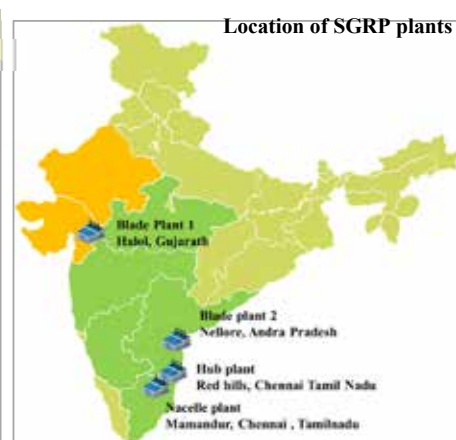 Location of SGRP plants
Blade Plant 1
Halol, Gujarath
Blade plant 2
Nellore, Andra Pradesh
Hub plant
Red hills, Chennai Tamil Nadu
Nacelle plant
Mamandur, Chennai , Tamilnadu